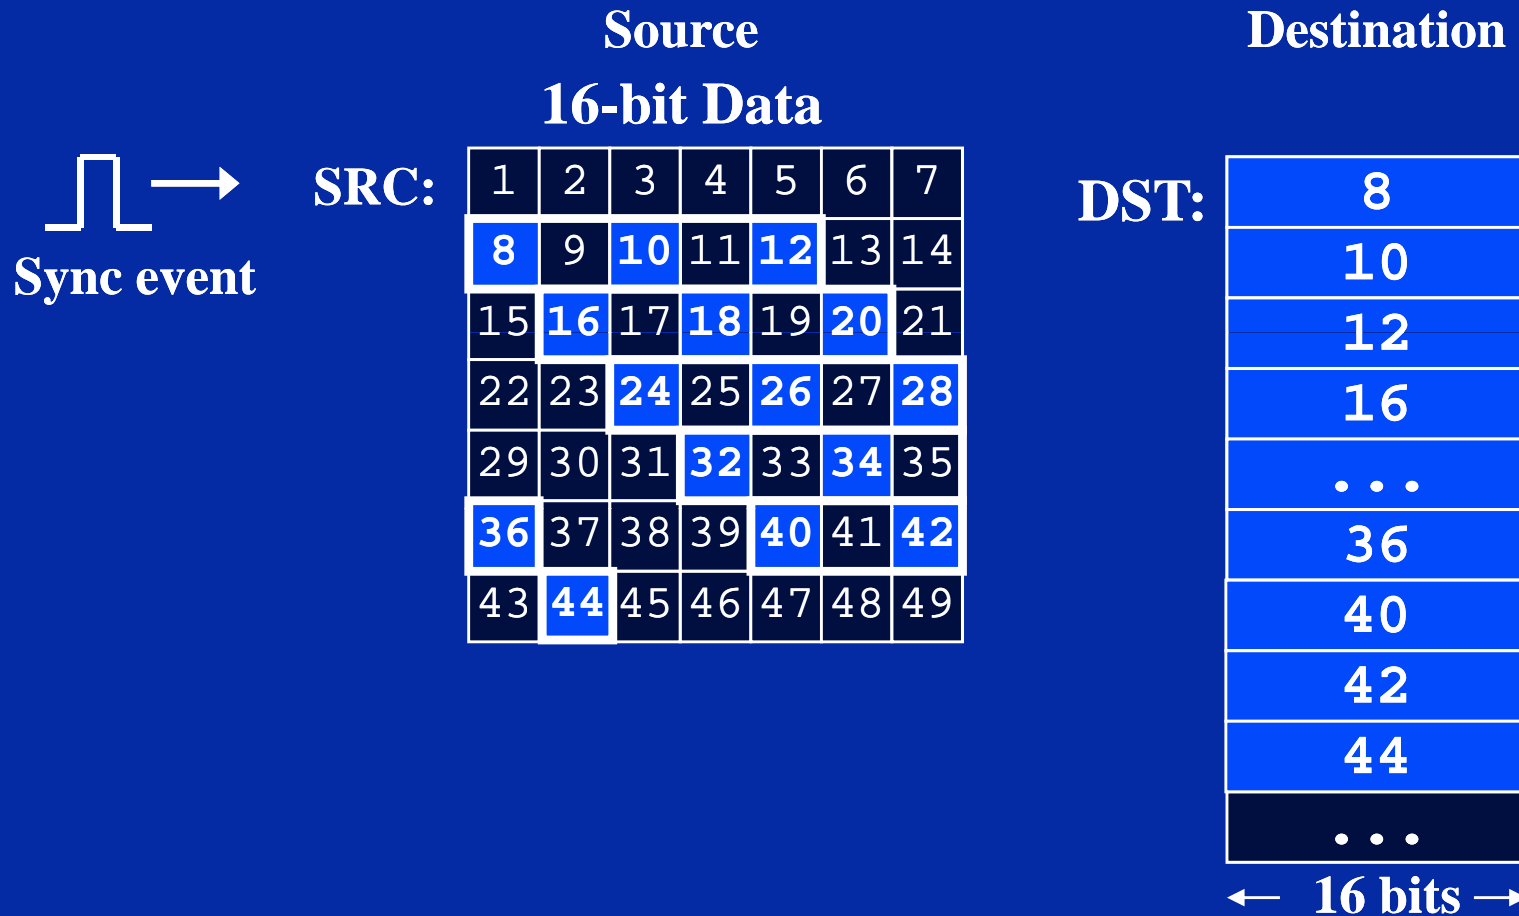 Source
Destination
16-bit Data
SRC:
1 2 3 4 5 6 7
8 9 10 11 12 13 14
15 16 17 18 19 20 21
22 23 24 25 26 27 28
29 30 31 32 33 34 35
36 37 38 39 40 41 42
43 44 45 46 47 48 49
Sync event
DST:
8
10
12
16
...
36
40
42
44
...
16 bits